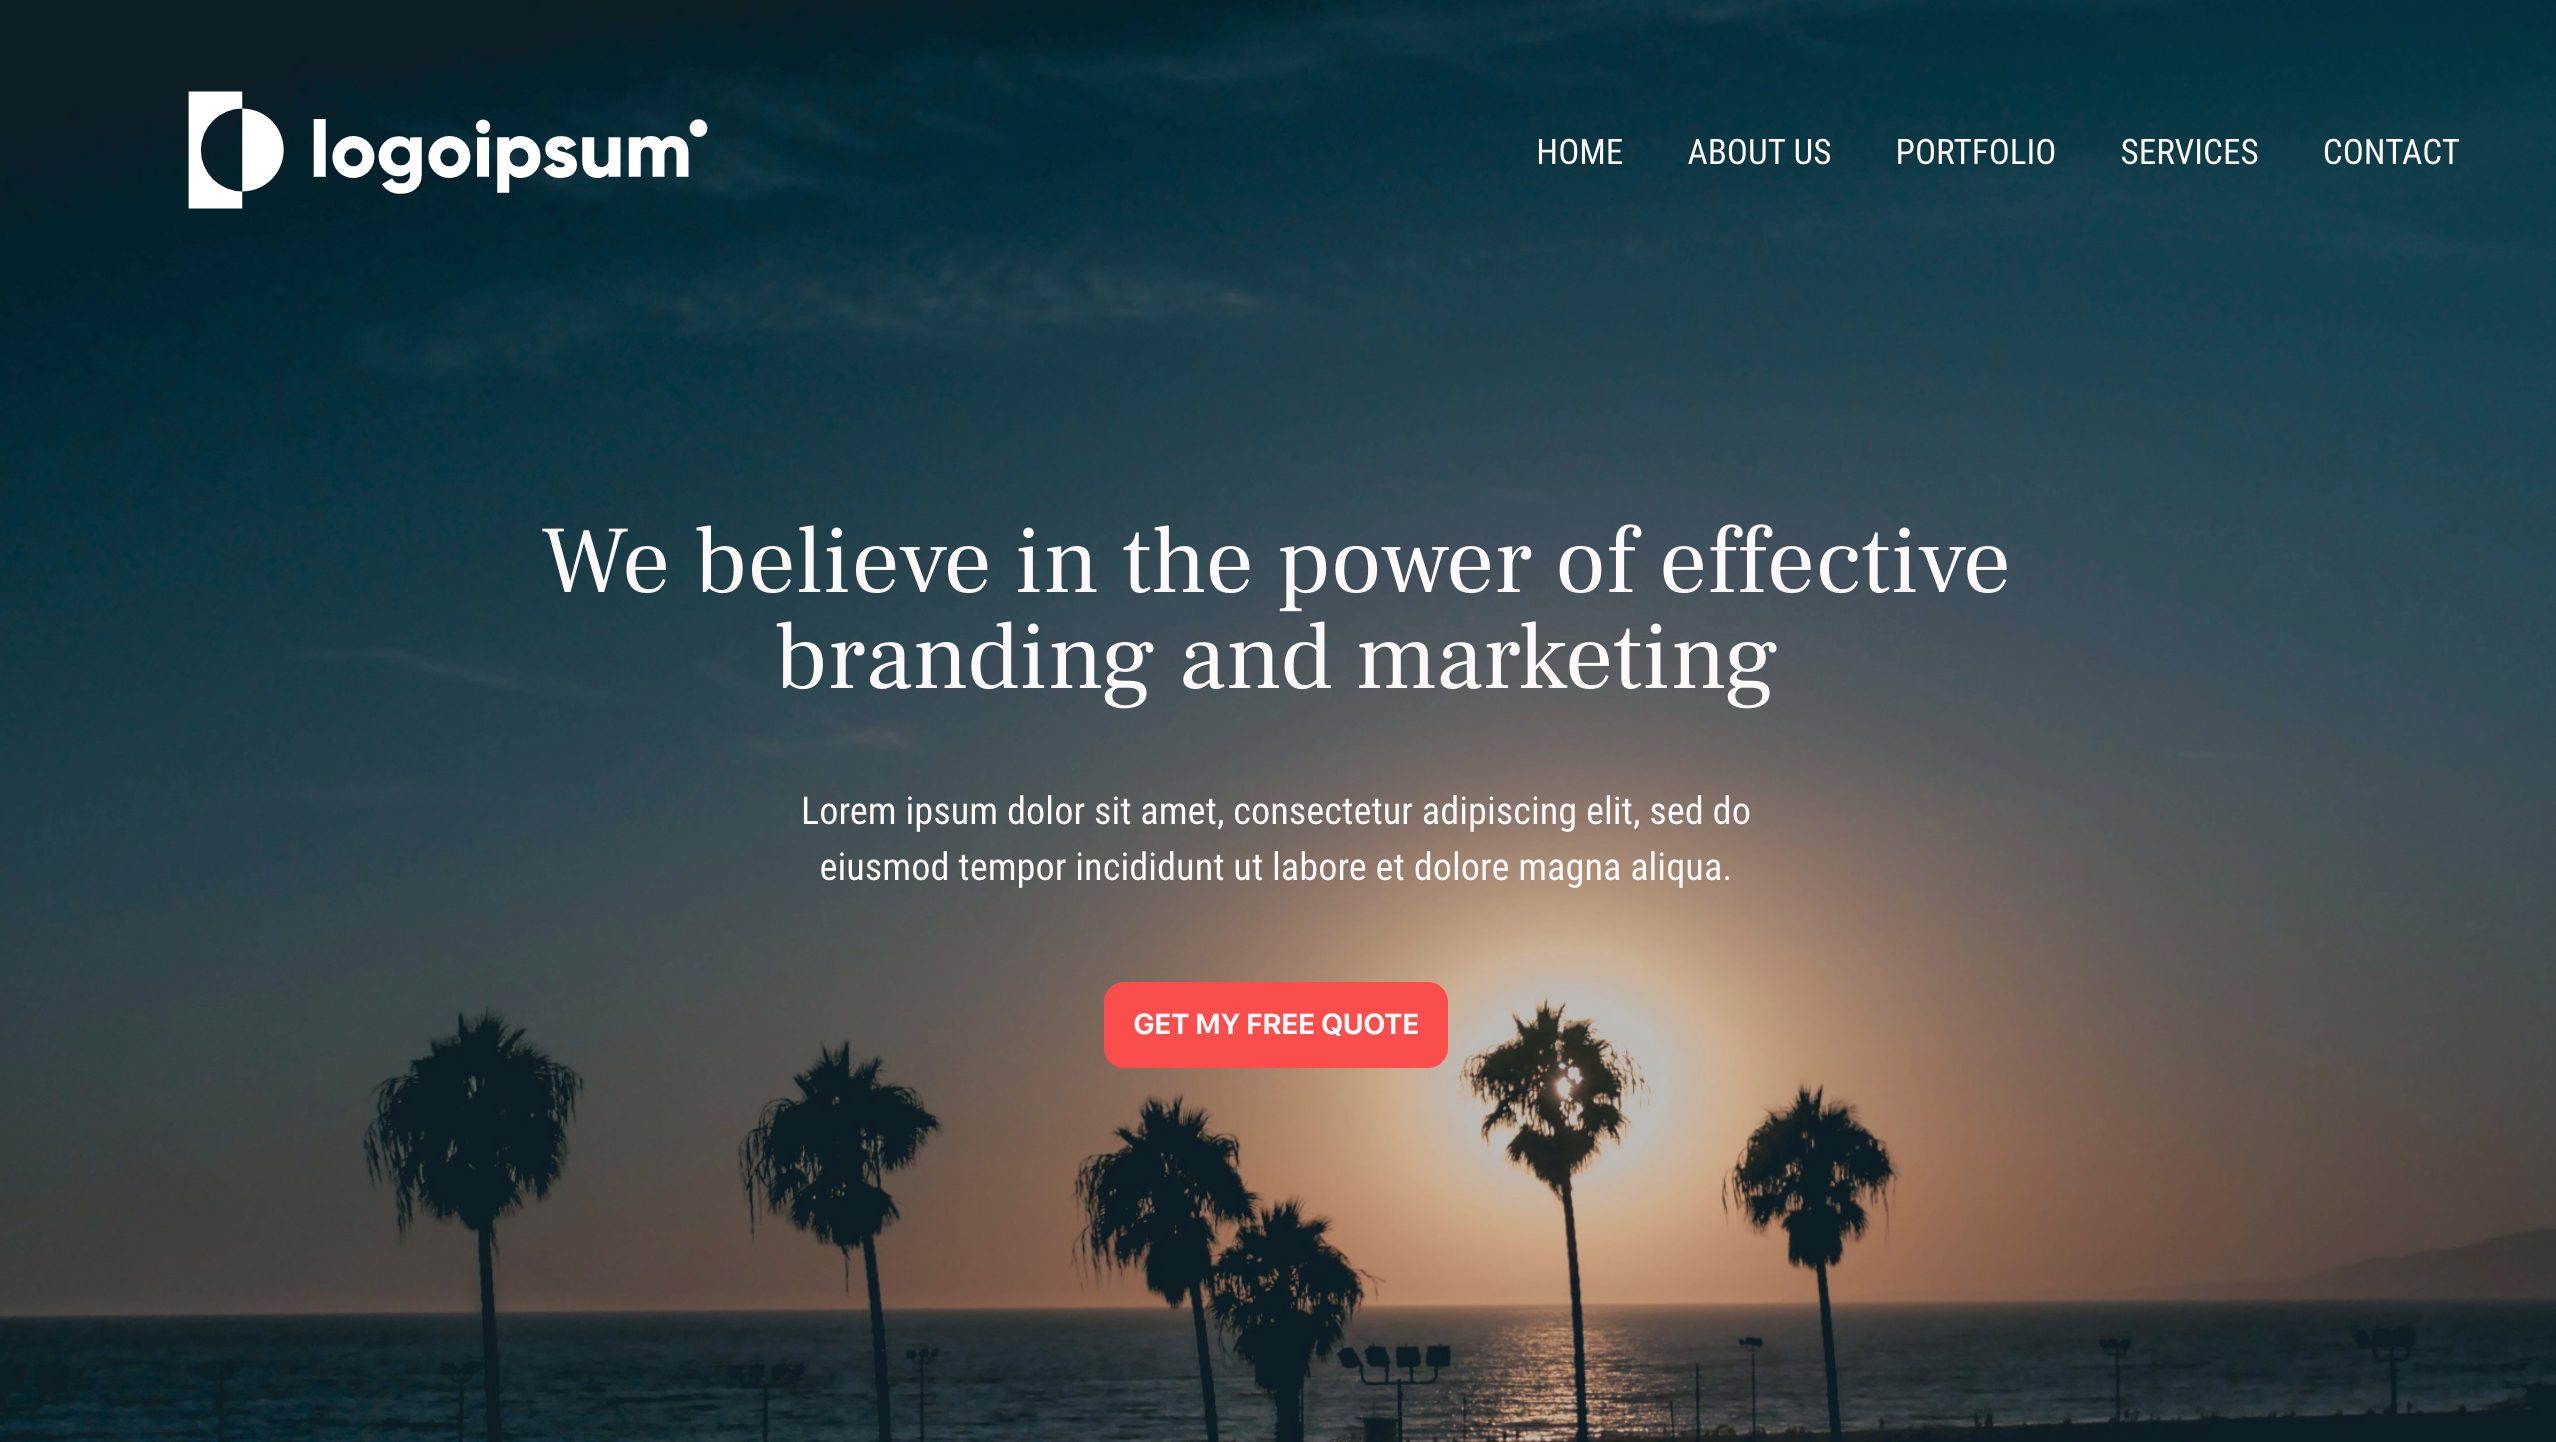 logoipsum
HOME ABOUT US PORTFOLIO SERVICES CONTACT
We believe in the power of effective
branding and marketing
Lorem ipsum dolor sit amet, consectetur adipiscing elit, sed do
eiusmod tempor incididunt ut labore et dolore magna aliqua.
GET MY FREE QUOTE